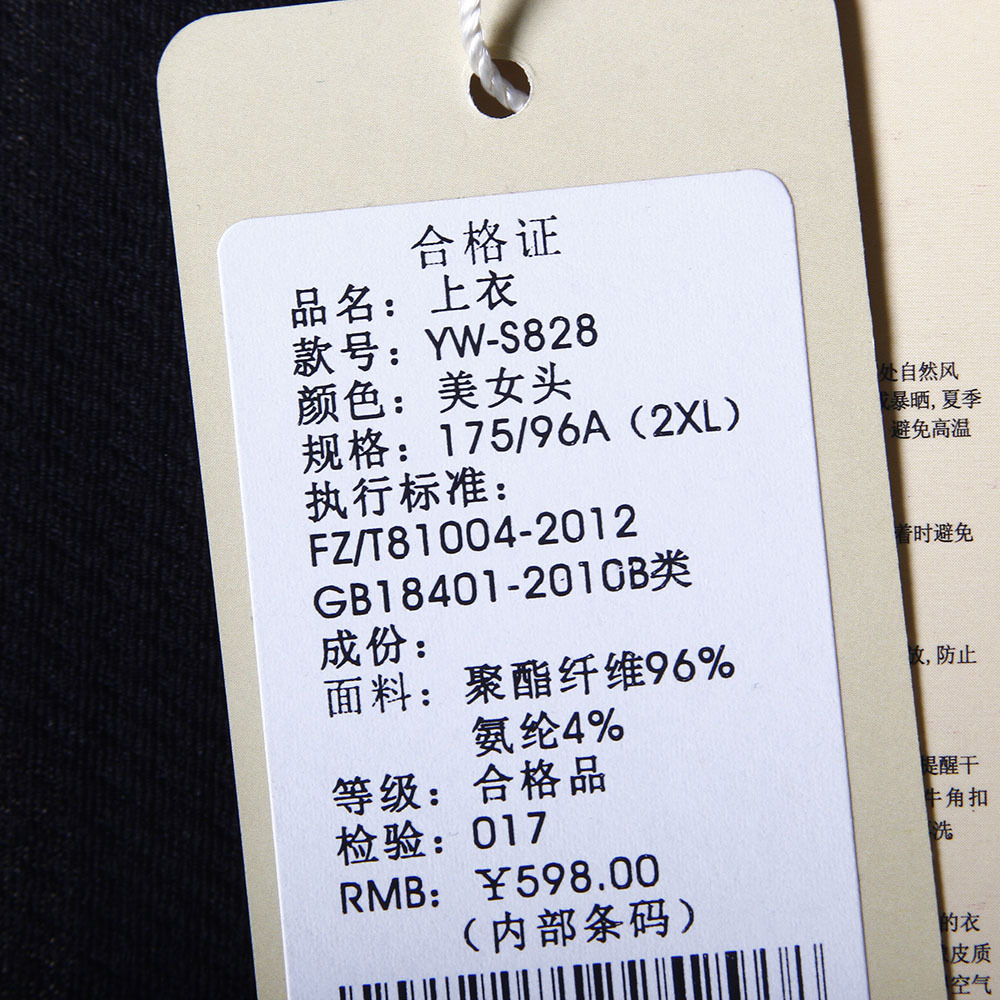 合格证
品名：上衣
款号：YW-S828
颜色：美女头
规格：175/96A（2XL）
执行标准：
FZ/T81004-2012
GB18401-2010B类
成份：
面料：聚酯纤维96%
氨纶4%
等级：合格品
检验：017
RMB：￥598.00
（内部条码）
处自然风
暴晒,夏季
避免高温
着时避免
放,防止
提醒干
牛角扣
洗
的衣
皮质
空气